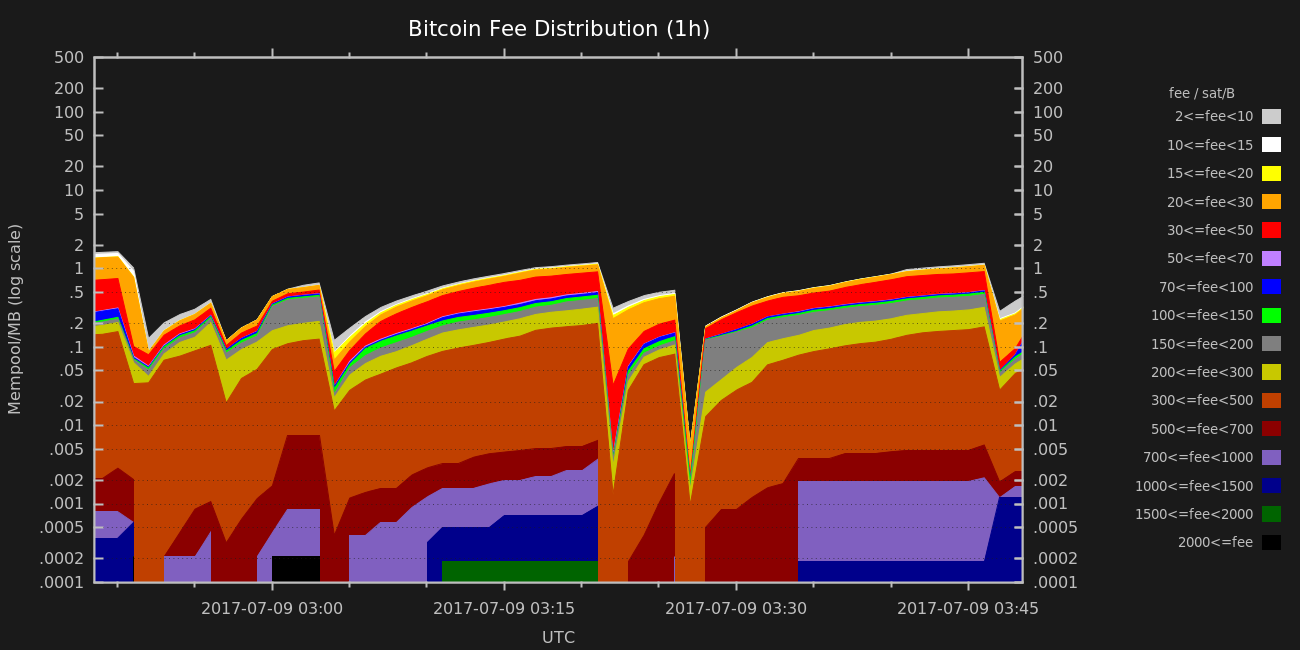 Bitcoin Fee Distribution (1h)
Mempool/MB (log scale)
500
200
100
50
20
10
5
2
1
.5
.2
.1
.05
.02
.01
.005
.002
.001
.0005
.0002
.0001
500
200
100
50
20
10
5
2
1
.5
.2
.1
.05
.02
.01
.005
.002
.001
.0005
.0002
.0001
2017-07-09 03:00 2017-07-09 03:15 2017-07-09 03:30 2017-07-09 03:45
UTC
fee / sat/B
2<=fee<10
10<=fee<15
15<=fee<20
20<=fee<30
30<=fee<50
50<=fee<70
70<=fee<100
100<=fee<150
150<=fee<200
200<=fee<300
300<=fee<500
500<=fee<700
700<=fee<1000
1000<=fee<1500
1500<=fee<2000
2000<=fee